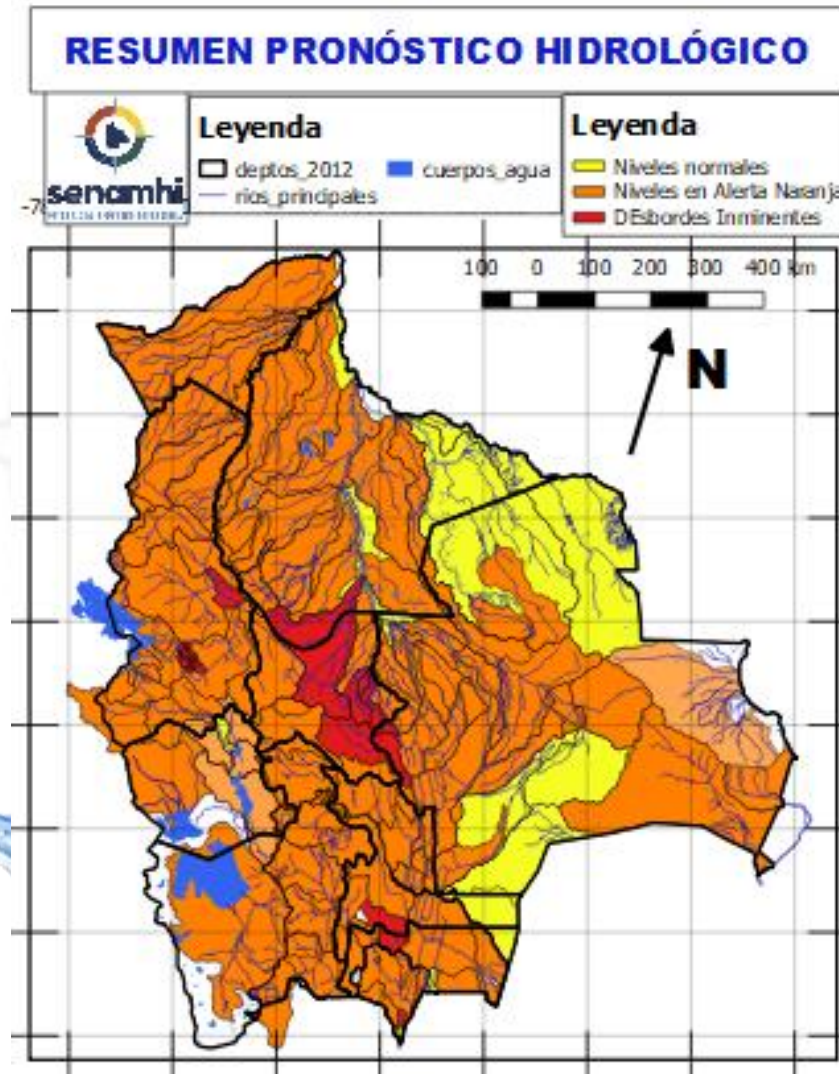 RESUMEN PRONÓSTICO HIDROLÓGICO
senamhi
Leyenda
deptos_2012
cuerpos_agua
rios_principales
Leyenda
Niveles normales
Niveles en Alerta Naranja
DEsbordes Inminentes
100 0 100 200 300 400 km
N